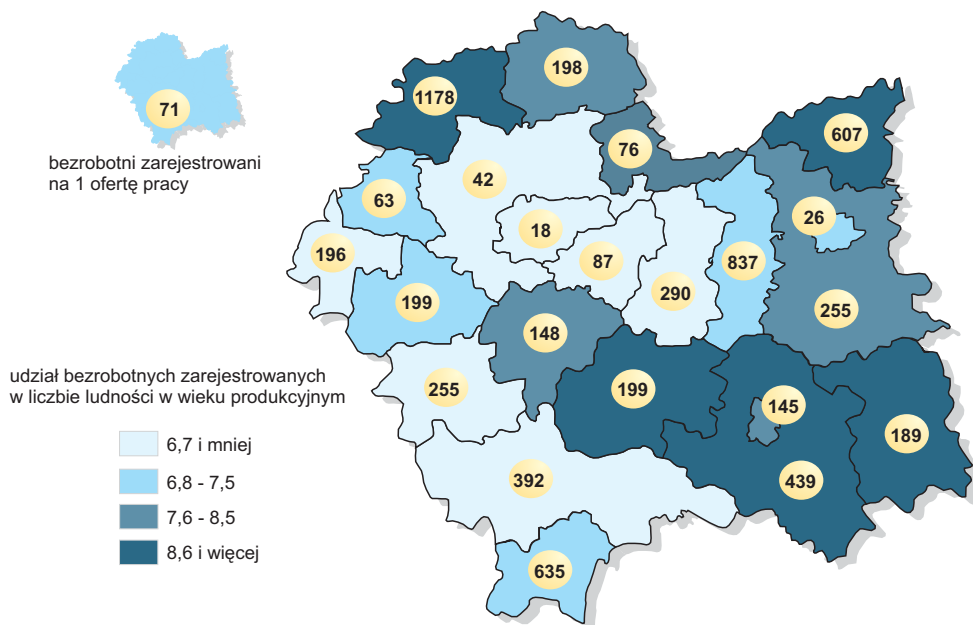 198
1178
607
71
76
bezrobotni zarejestrowani
na 1 ofertę pracy
42
63
26
18
196
87
837
290
199
255
148
udział bezrobotnych zarejestrowanych
w liczbie ludności w wieku produkcyjnym
255
199
145
189
6,7 i mniej
6,8 - 7,5
392
439
7,6 - 8,5
8,6 i więcej
635